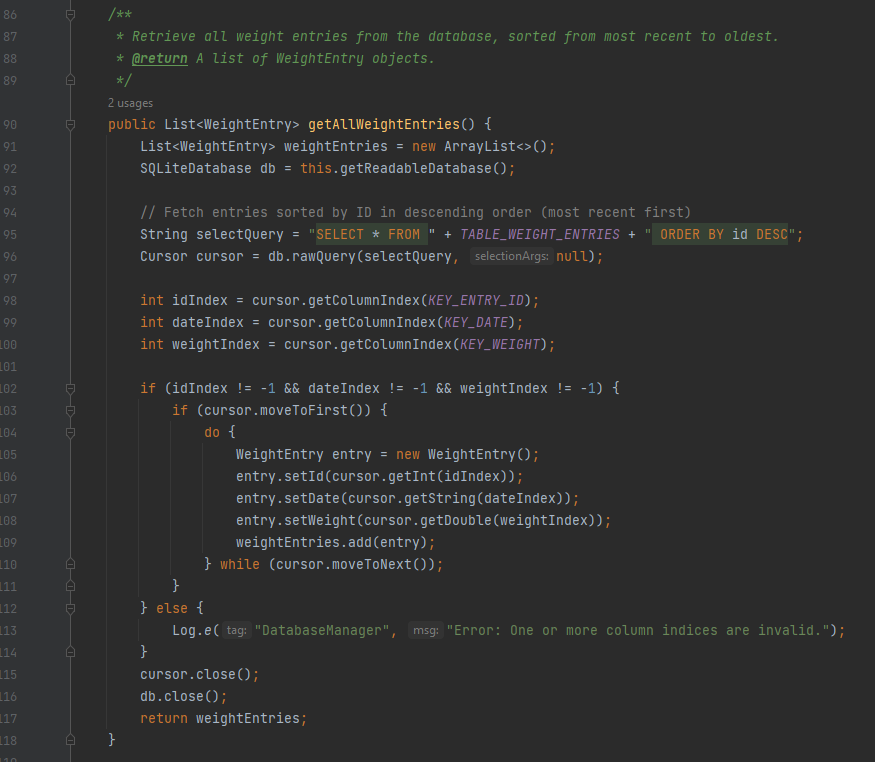 86 /**
87 * Retrieve all weight entries from the database, sorted from most recent to oldest.
88 * @return A list of WeightEntry objects.
89 */
2 usages
90 public List<WeightEntry> getAllWeightEntries() {
91 List<WeightEntry> weightEntries = new ArrayList<>();
92 SQLiteDatabase db = this.getReadableDatabase();
93
94 // Fetch entries sorted by ID in descending order (most recent first)
95 String selectQuery = "SELECT * FROM " + TABLE_WEIGHT_ENTRIES + " ORDER BY id DESC";
96 Cursor cursor = db.rawQuery(selectQuery, selectionArgs: null);
97
98 int idIndex = cursor.getColumnIndex(KEY_ENTRY_ID);
99 int dateIndex = cursor.getColumnIndex(KEY_DATE);
100 int weightIndex = cursor.getColumnIndex(KEY_WEIGHT);
101
102 if (idIndex != -1 && dateIndex != -1 && weightIndex != -1) {
103 if (cursor.moveToFirst()) {
104 do {
105 WeightEntry entry = new WeightEntry();
106 entry.setId(cursor.getInt(idIndex));
107 entry.setDate(cursor.getString(dateIndex));
108 entry.setWeight(cursor.getDouble(weightIndex));
109 weightEntries.add(entry);
110 } while (cursor.moveToNext());
111 }
112 } else {
113 Log.e( tag: "DatabaseManager", msg: "Error: One or more column indices are invalid.");
114 }
115 cursor.close();
116 db.close();
117 return weightEntries;
118 }